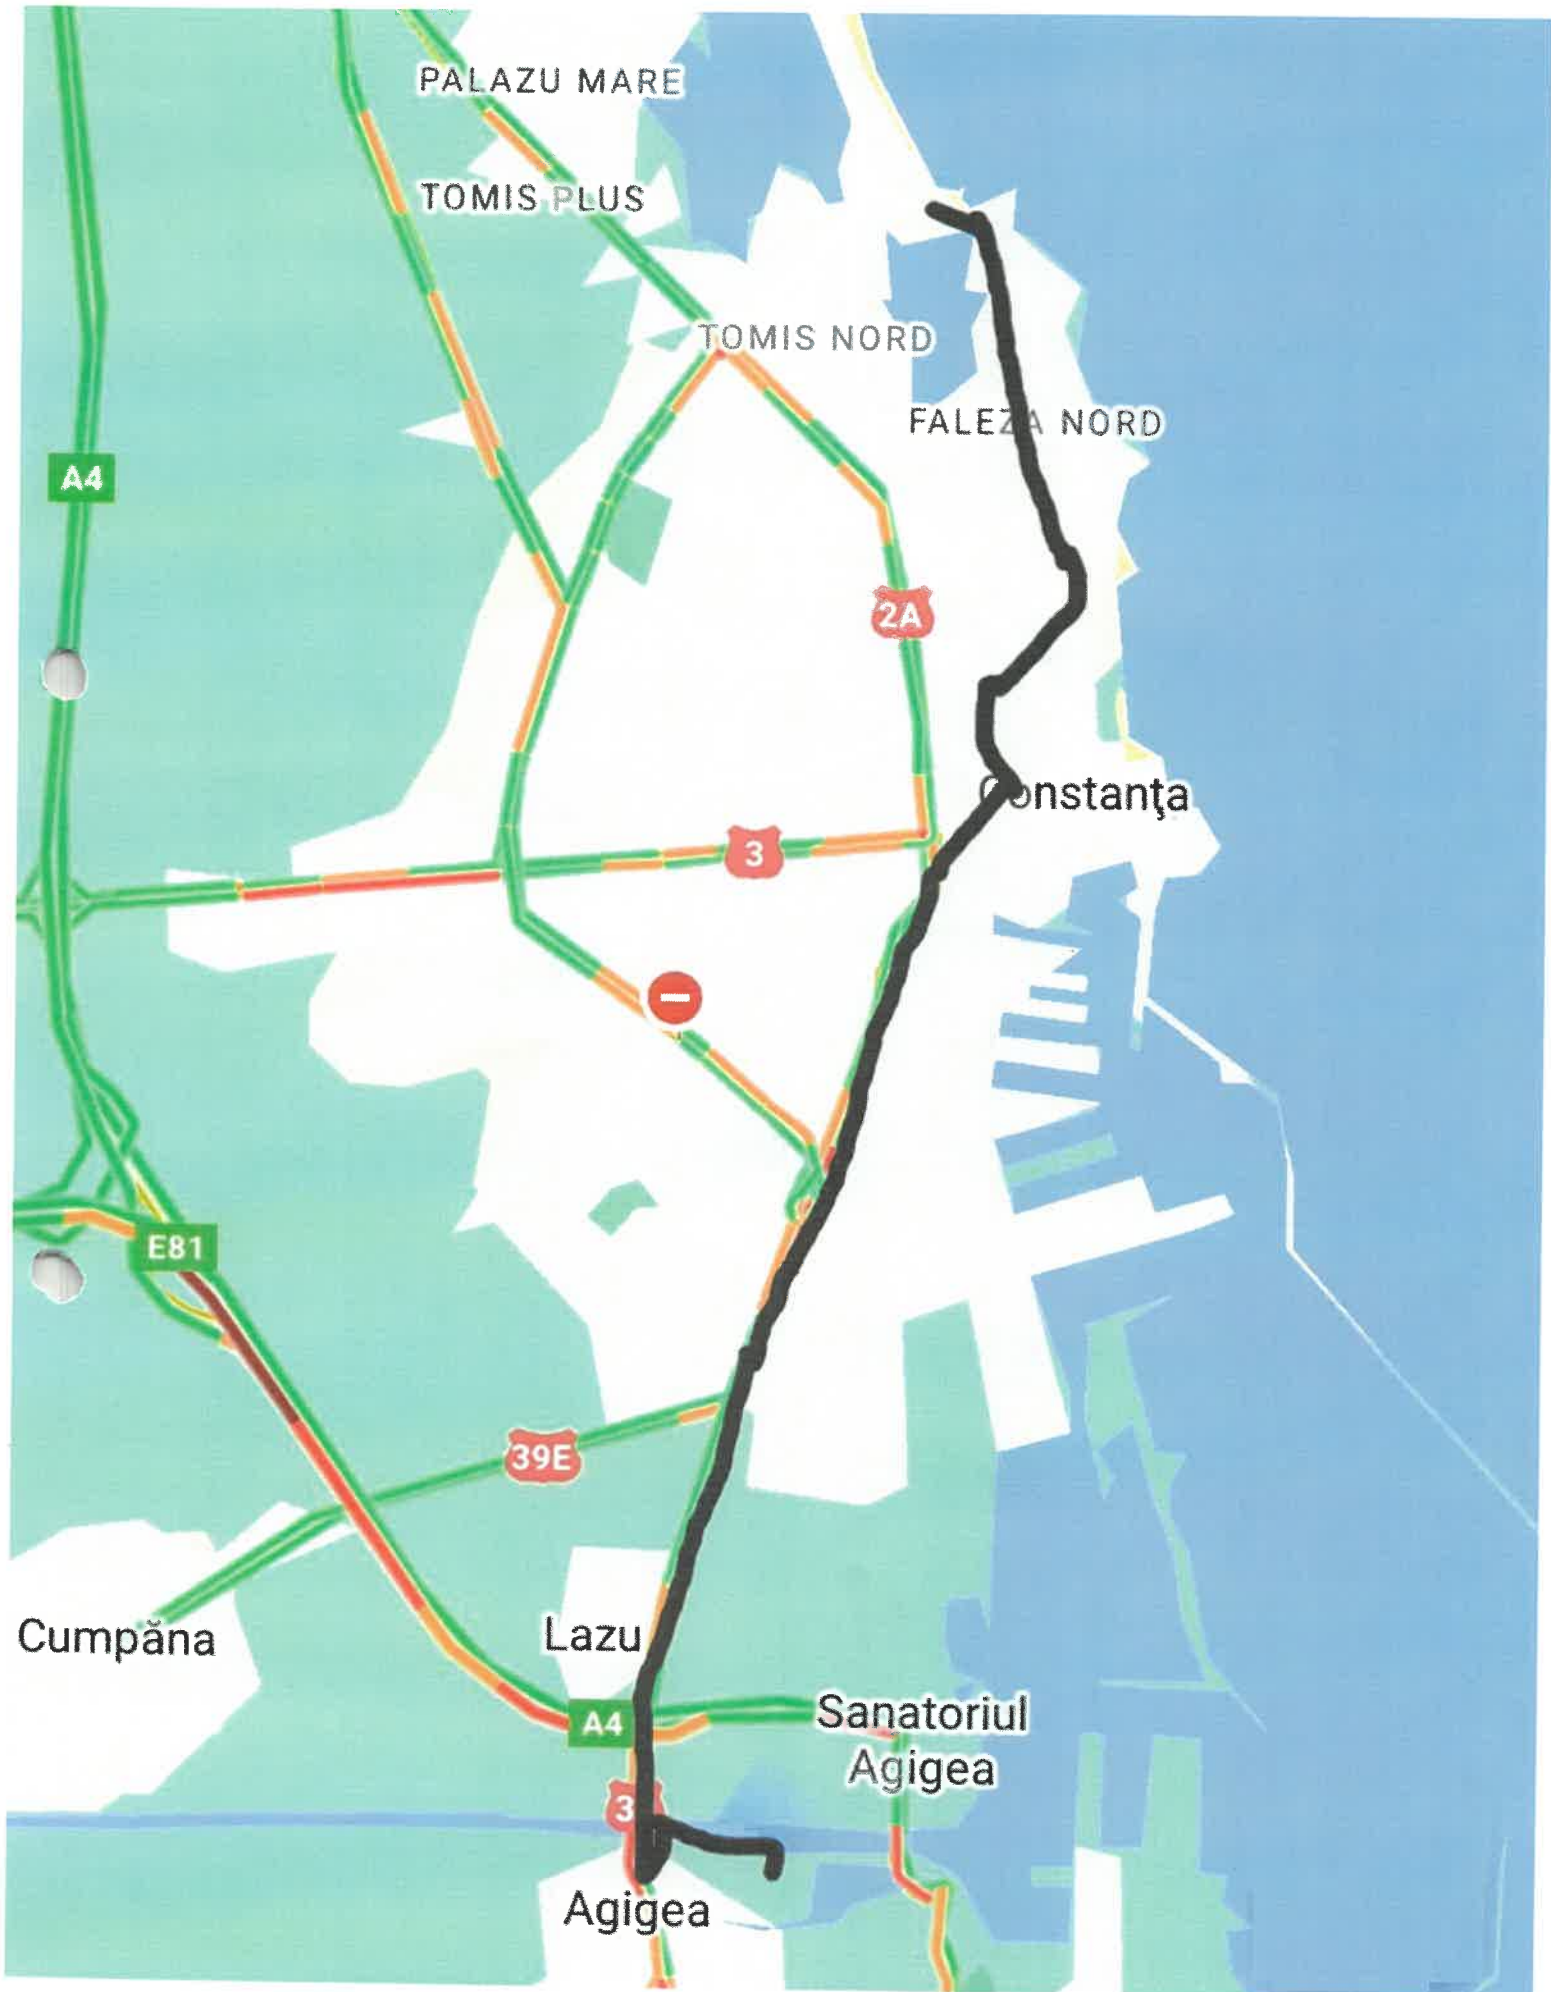 PALAZU MARE
TOMIS PLUS
TOMIS NORD
FALEZA NORD
A4
2A
Constanţa
3
E81
39E
Cumpăna
Lazu
A4
Sanatoriul
Agigea
3
Agigea